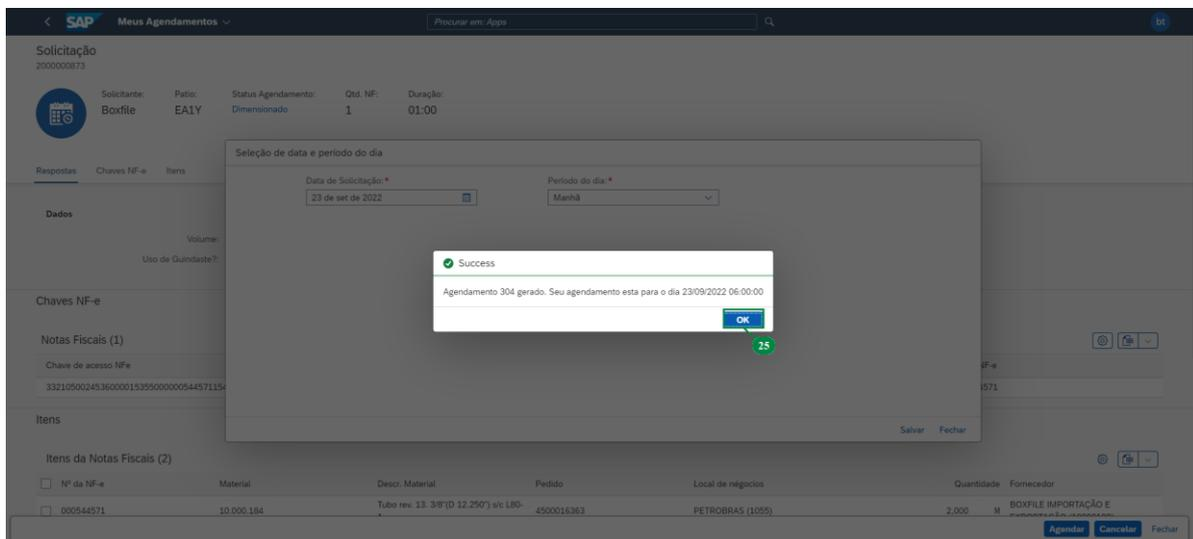 SAP Meus Agendamentos Procurar em: Apps bt
Solicitação
2000000873
Solicitante: Patio: Status Agendamento: Qtd. NF: Duração:
Boxfile EA1Y Dimensionado 1 01:00
Seleção de data e período do dia
Respostas Chaves NF-e Itens
Data de Solicitação: * Período do dia: *
23 de set de 2022 Manhã
Dados
Volume:
Uso de Guindaste?:
Success
Agendamento 304 gerado. Seu agendamento esta para o dia 23/09/2022 06:00:00
OK
25
Chaves NF-e
Notas Fiscais (1)
Chave de acesso NFe
Itens
Salvar Fechar
Itens da Notas Fiscais (2)
Nº da NF-e Material Descr. Material Pedido Local de négocios Quantidade Fornecedor
000544571 10.000.184 Tubo rev. 13. 3/8"(D 12.250") s/c L80- 4500016363 PETROBRAS (1055) 2,000 M BOXFILE IMPORTAÇÃO E
Agendar Cancelar Fechar